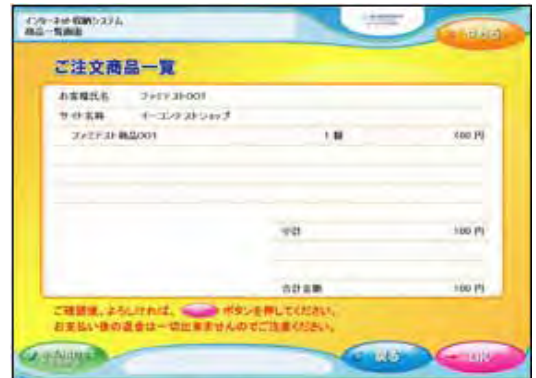 インターネット収納システム
商品一覧画面
ご注文商品一覧
お客様氏名 ファミテスト001
サイト名称 イーコンテストショップ
ファミテスト商品001 1 個 100 円
小計 100 円
合計金額 100 円
ご確認後、よろしければ、 ボタンを押してください。
お支払い後の返金は一切出来ませんのでご注意ください。
戻る
OK